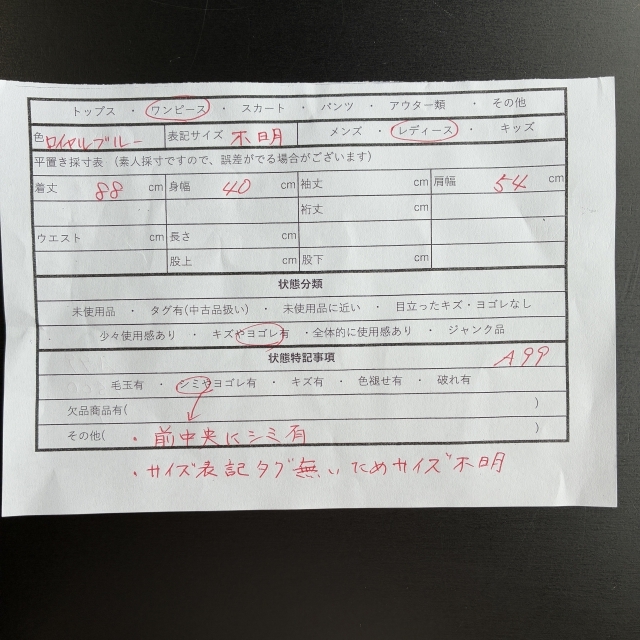 トップス ・ ワンピース ・ スカート ・ パンツ ・ アウター類 ・ その他
色 ロイヤルブルー 表記サイズ 不明 メンズ ・ レディース ・ キッズ
平置き採寸表 (素人採寸ですので、誤差がでる場合がございます)
着丈 88 cm 身幅 40 cm 袖丈 cm 肩幅 54 cm
裄丈 cm
ウエスト cm 長さ cm
股上 cm 股下 cm
状態分類
未使用品 ・ タグ有(中古品扱い) ・ 未使用品に近い ・ 目立ったキズ・ヨゴレなし
少々使用感あり ・ キズやヨゴレ有 ・全体的に使用感あり ・ ジャンク品
状態特記事項 A99
毛玉有 ・ シミやヨゴレ有 ・ キズ有 ・ 色褪せ有 ・ 破れ有
欠品商品有( )
その他( ・前中央にシミ有 )
・サイズ表記タグ無いためサイズ不明